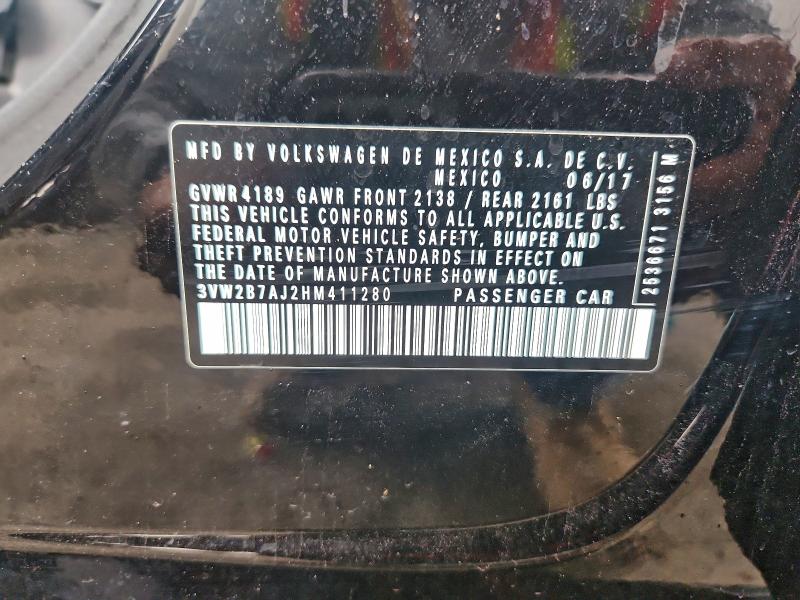 MFD BY VOLKSWAGEN DE MEXICO S.A. DE C.V.
MEXICO 06/17
GVWR 4189 GAWR FRONT 2138 / REAR 2161 LBS
THIS VEHICLE CONFORMS TO ALL APPLICABLE U.S.
FEDERAL MOTOR VEHICLE SAFETY, BUMPER AND
THEFT PREVENTION STANDARDS IN EFFECT ON
THE DATE OF MANUFACTURE SHOWN ABOVE.
3VW2B7AJ2HM411280 PASSENGER CAR
2636671 3156 M